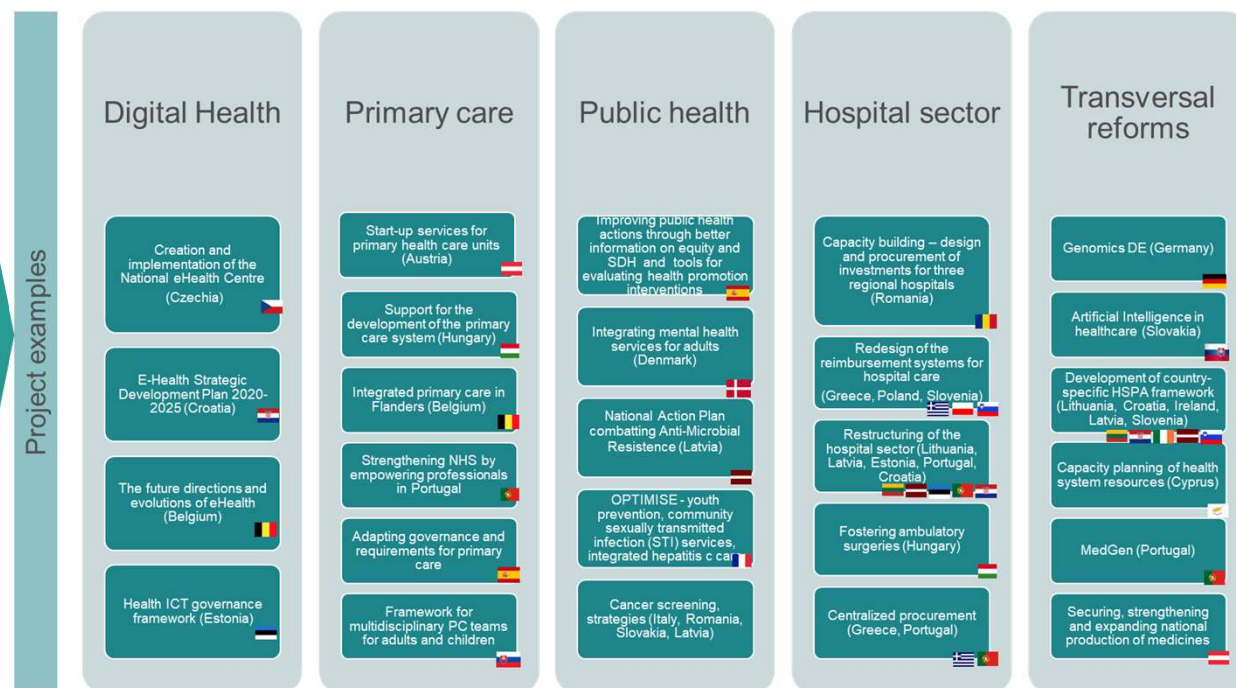 Project examples
Digital Health
Creation and
implementation of the
National eHealth Centre
(Czechia)
E-Health Strategic
Development Plan 2020-
2025 (Croatia)
The future directions and
evolutions of eHealth
(Belgium)
Health ICT governance
framework (Estonia)
Primary care
Start-up services for
primary health care units
(Austria)
Support for the
development of the primary
care system (Hungary)
Integrated primary care in
Flanders (Belgium)
Strengthening NHS by
empowering professionals
in Portugal
Adapting governance and
requirements for primary
care
Framework for
multidisciplinary PC teams
for adults and children
Public health
Improving public health
actions through better
information on equity and
SDH and tools for
evaluating health promotion
interventions
Integrating mental health
services for adults
(Denmark)
National Action Plan
combatting Anti-Microbial
Resistence (Latvia)
OPTIMISE - youth
prevention, community
sexually transmitted
infection (STI) services,
integrated hepatitis c care
Cancer screening,
strategies (Italy, Romania,
Slovakia, Latvia)
Hospital sector
Capacity building – design
and procurement of
investments for three
regional hospitals
(Romania)
Redesign of the
reimbursement systems for
hospital care
(Greece, Poland, Slovenia)
Restructuring of the
hospital sector (Lithuania,
Latvia, Estonia, Portugal,
Croatia)
Fostering ambulatory
surgeries (Hungary)
Centralized procurement
(Greece, Portugal)
Transversal
reforms
Genomics DE (Germany)
Artificial Intelligence in
healthcare (Slovakia)
Development of country-
specific HSPA framework
(Lithuania, Croatia, Ireland,
Latvia, Slovenia)
Capacity planning of health
system resources (Cyprus)
MedGen (Portugal)
Securing, strengthening
and expanding national
production of medicines